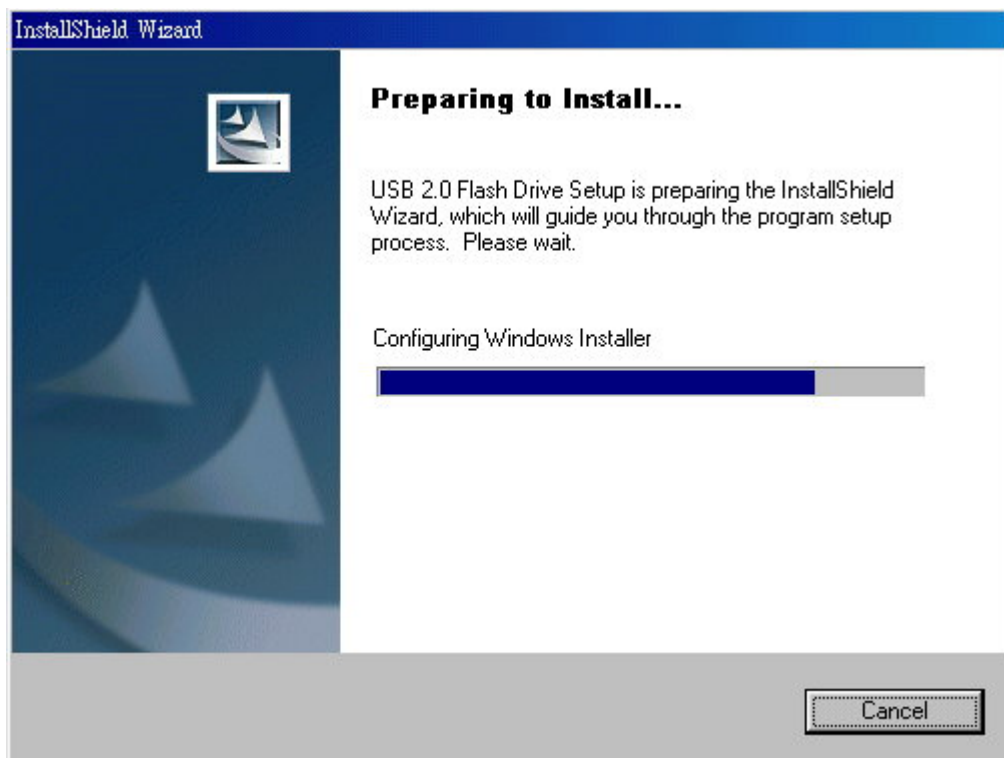 InstallShield Wizard
Preparing to Install...
USB 2.0 Flash Drive Setup is preparing the InstallShield
Wizard, which will guide you through the program setup
process. Please wait.
Configuring Windows Installer
Cancel